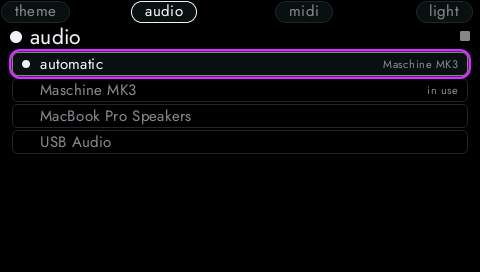 theme audio midi light
audio
automatic Maschine MK3
Maschine MK3 in use
MacBook Pro Speakers
USB Audio